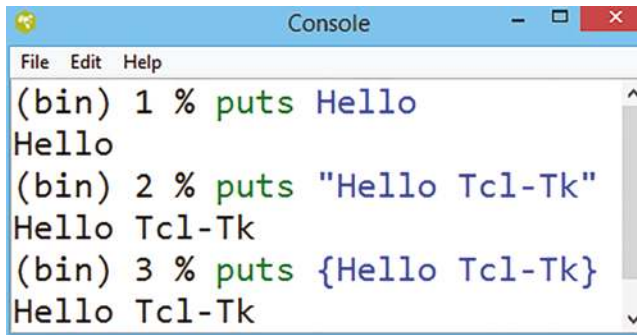 Console
File Edit Help
(bin) 1 % puts Hello
Hello
(bin) 2 % puts "Hello Tcl-Tk"
Hello Tcl-Tk
(bin) 3 % puts {Hello Tcl-Tk}
Hello Tcl-Tk